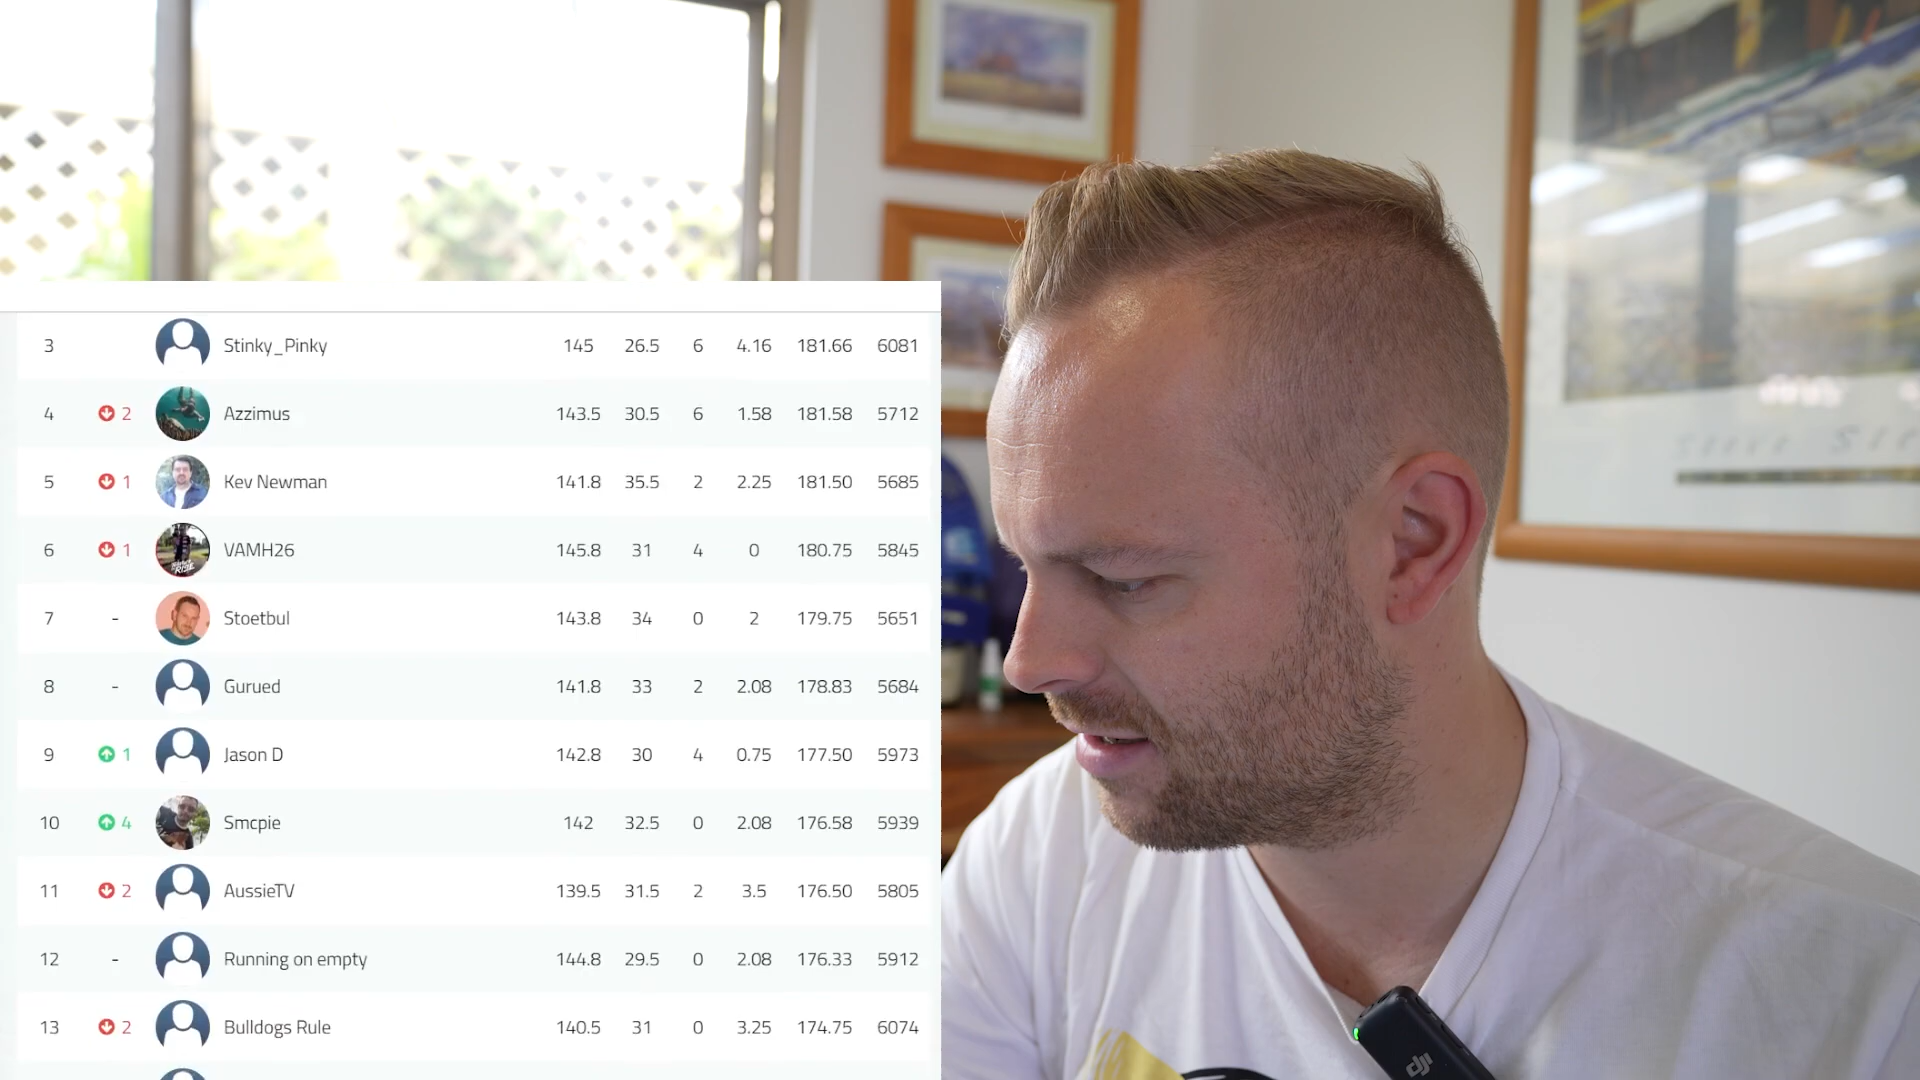 3 Stinky_Pinky 145 26.5 6 4.16 181.66 6081
4 2 Azzimus 143.5 30.5 6 1.58 181.58 5712
5 1 Kev Newman 141.8 35.5 2 2.25 181.50 5685
6 1 VAMH26 145.8 31 4 0 180.75 5845
7 - Stoetbul 143.8 34 0 2 179.75 5651
8 - Gurued 141.8 33 2 2.08 178.83 5684
9 1 Jason D 142.8 30 4 0.75 177.50 5973
10 4 Smcpie 142 32.5 0 2.08 176.58 5939
11 2 AussieTV 139.5 31.5 2 3.5 176.50 5805
12 - Running on empty 144.8 29.5 0 2.08 176.33 5912
13 2 Bulldogs Rule 140.5 31 0 3.25 174.75 6074
dji